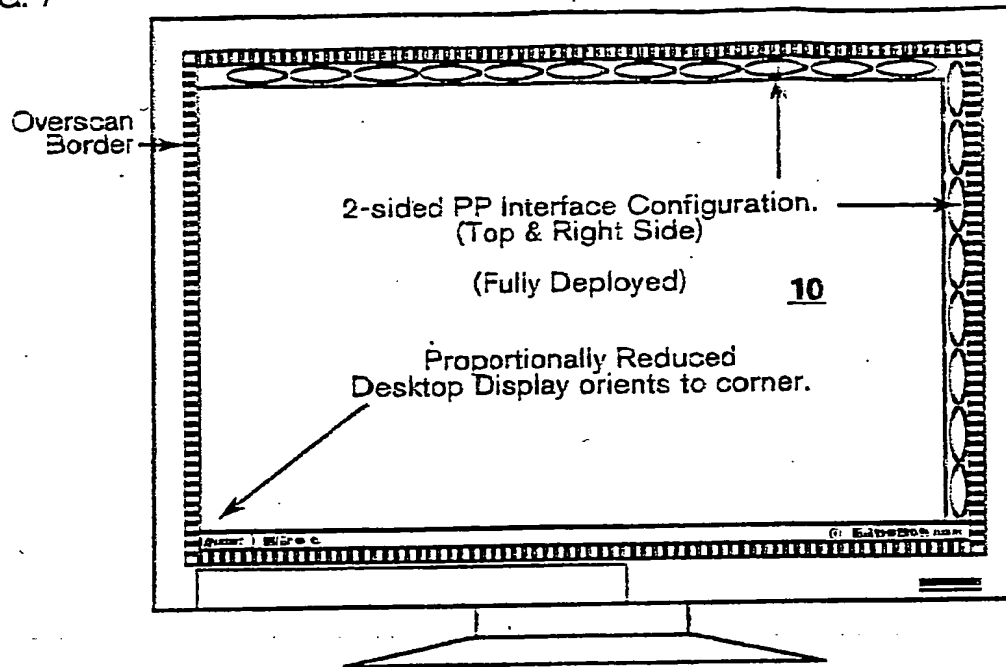 G. 7
Overscan
Border
2-sided PP Interface Configuration.
(Top & Right Side)
(Fully Deployed)
10
Proportionally Reduced
Desktop Display orients to corner.